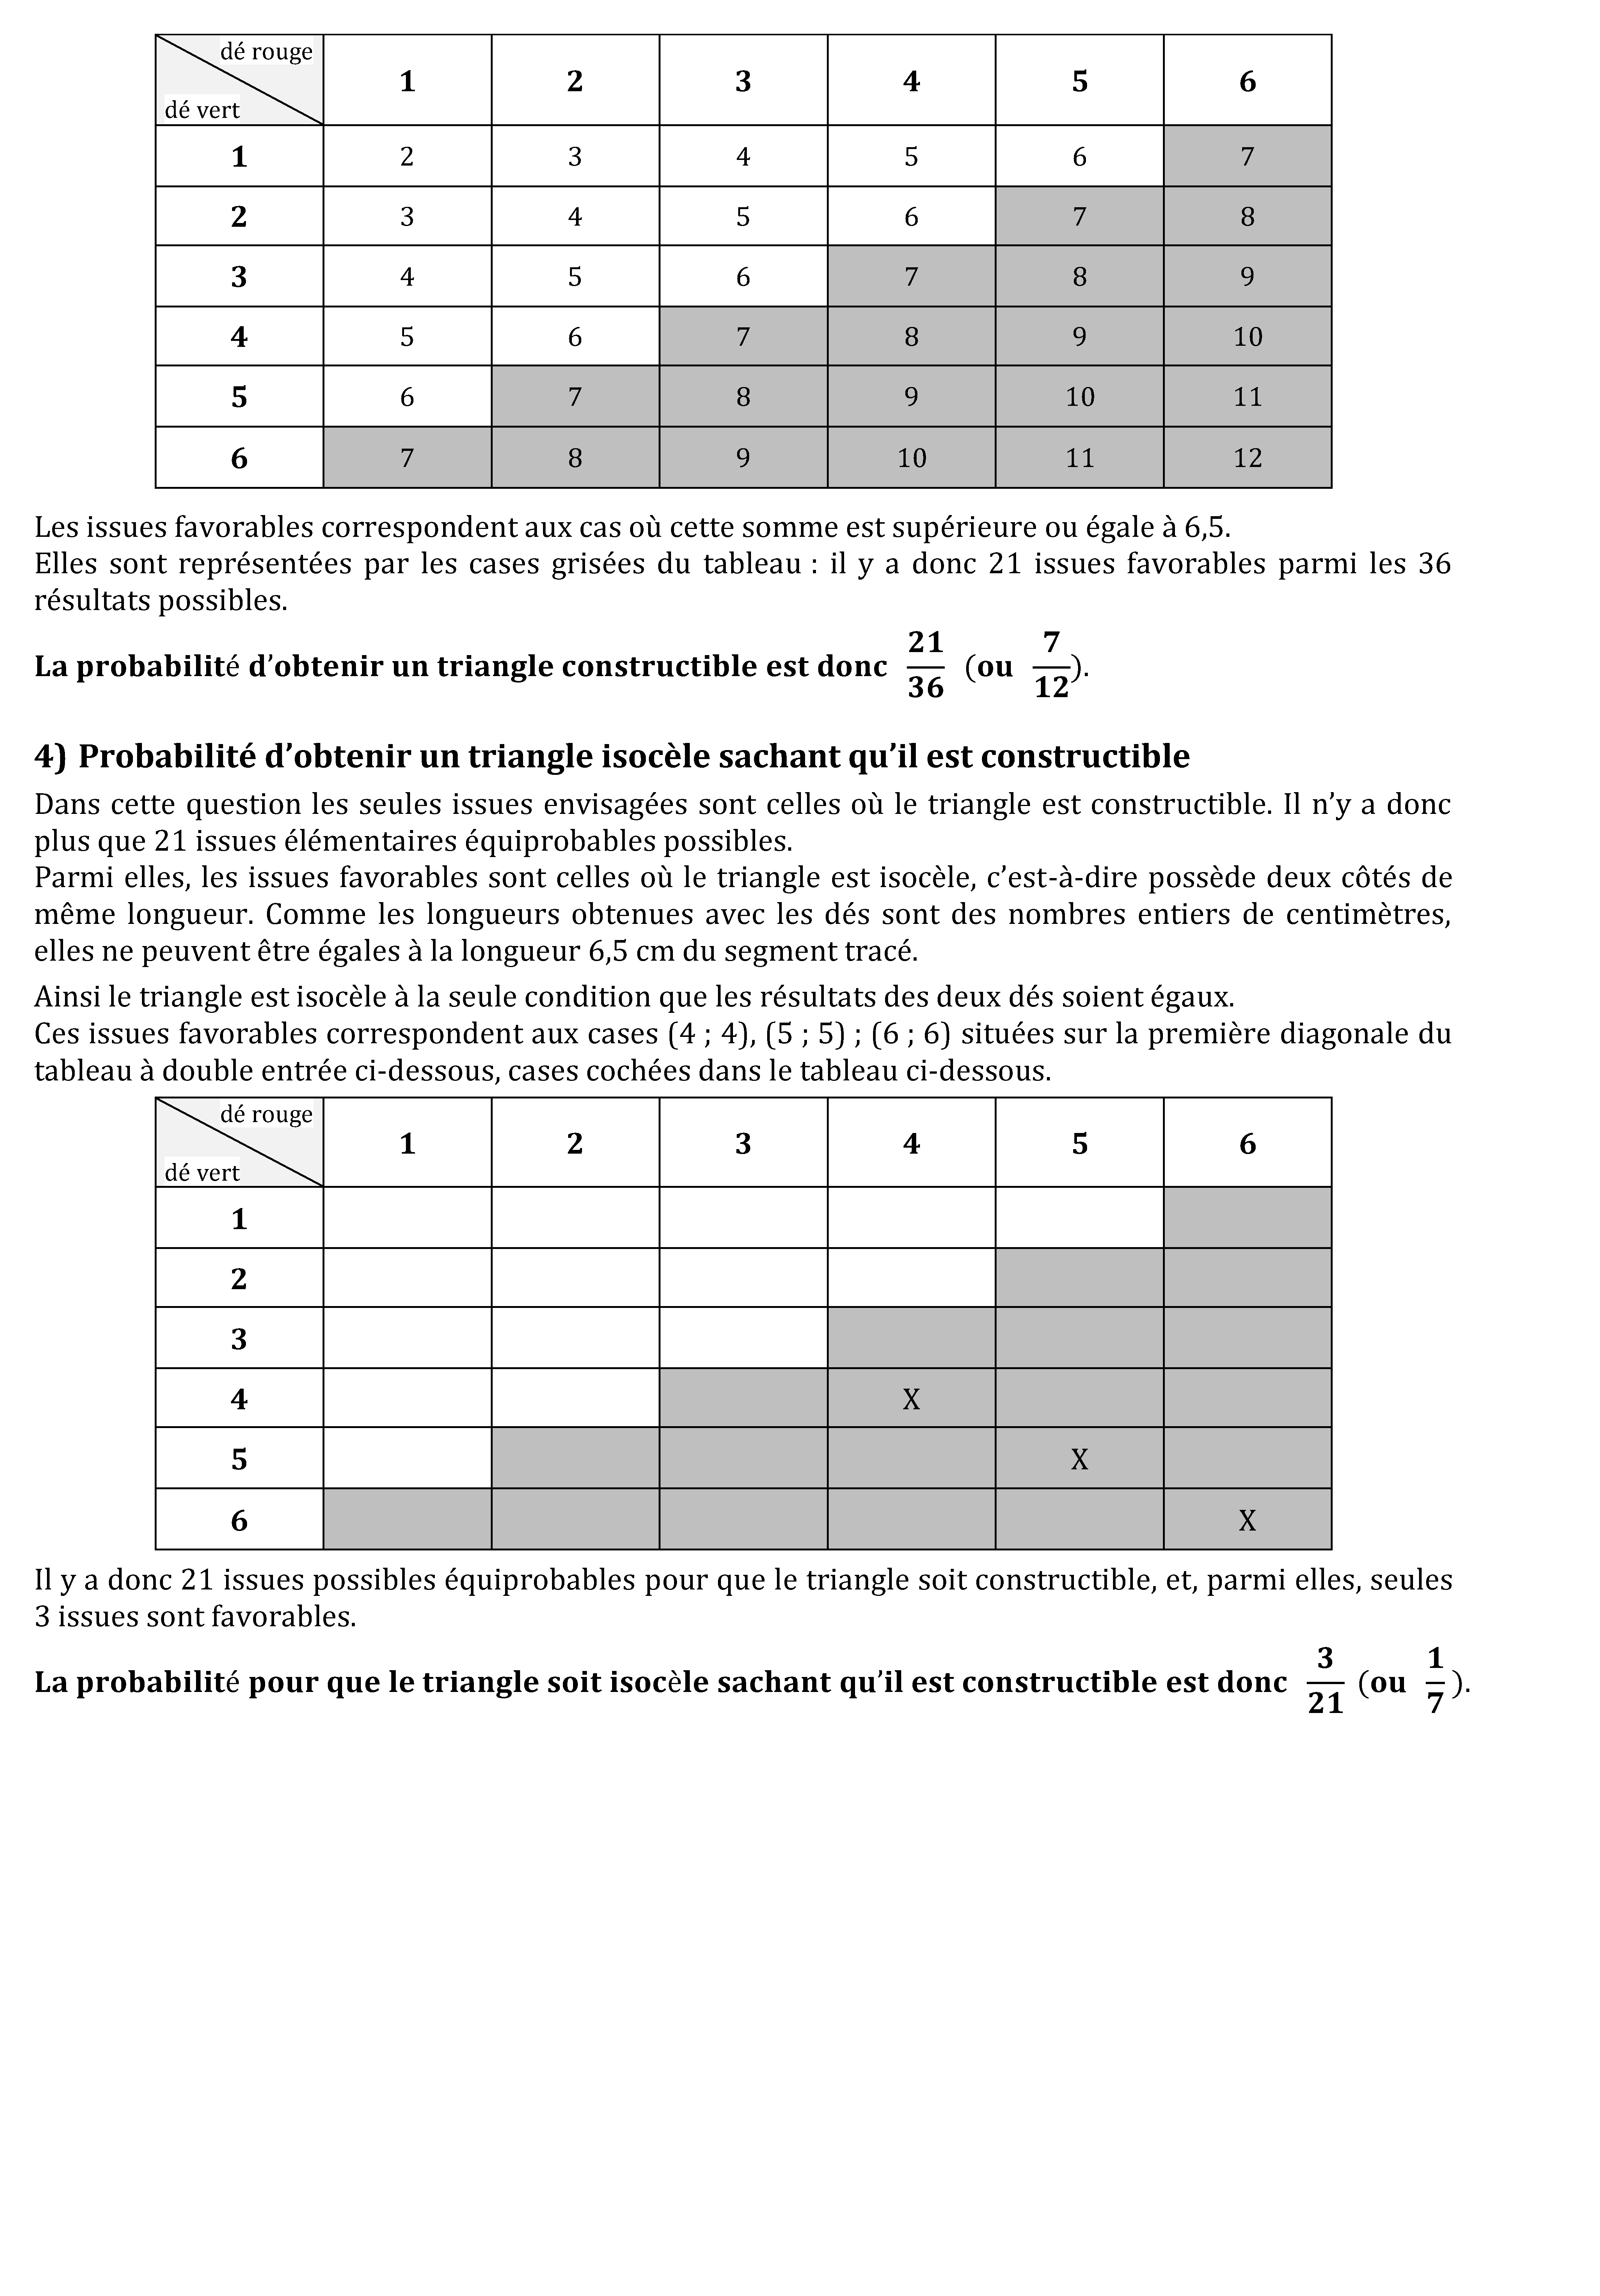 dé rouge
dé vert
1 2 3 4 5 6
1 2 3 4 5 6 7
2 3 4 5 6 7 8
3 4 5 6 7 8 9
4 5 6 7 8 9 10
5 6 7 8 9 10 11
6 7 8 9 10 11 12
Les issues favorables correspondent aux cas où cette somme est supérieure ou égale à 6,5.
Elles sont représentées par les cases grisées du tableau : il y a donc 21 issues favorables parmi les 36
résultats possibles.
La probabilité d’obtenir un triangle constructible est donc 21/36 (ou 7/12).
4) Probabilité d’obtenir un triangle isocèle sachant qu’il est constructible
Dans cette question les seules issues envisagées sont celles où le triangle est constructible. Il n’y a donc
plus que 21 issues élémentaires équiprobables possibles.
Parmi elles, les issues favorables sont celles où le triangle est isocèle, c’est-à-dire possède deux côtés de
même longueur. Comme les longueurs obtenues avec les dés sont des nombres entiers de centimètres,
elles ne peuvent être égales à la longueur 6,5 cm du segment tracé.
Ainsi le triangle est isocèle à la seule condition que les résultats des deux dés soient égaux.
Ces issues favorables correspondent aux cases (4 ; 4), (5 ; 5) ; (6 ; 6) situées sur la première diagonale du
tableau à double entrée ci-dessous, cases cochées dans le tableau ci-dessous.
dé rouge
dé vert
1 2 3 4 5 6
1
2
3
4 X
5 X
6 X
Il y a donc 21 issues possibles équiprobables pour que le triangle soit constructible, et, parmi elles, seules
3 issues sont favorables.
La probabilité pour que le triangle soit isocèle sachant qu’il est constructible est donc 3/21 (ou 1/7).